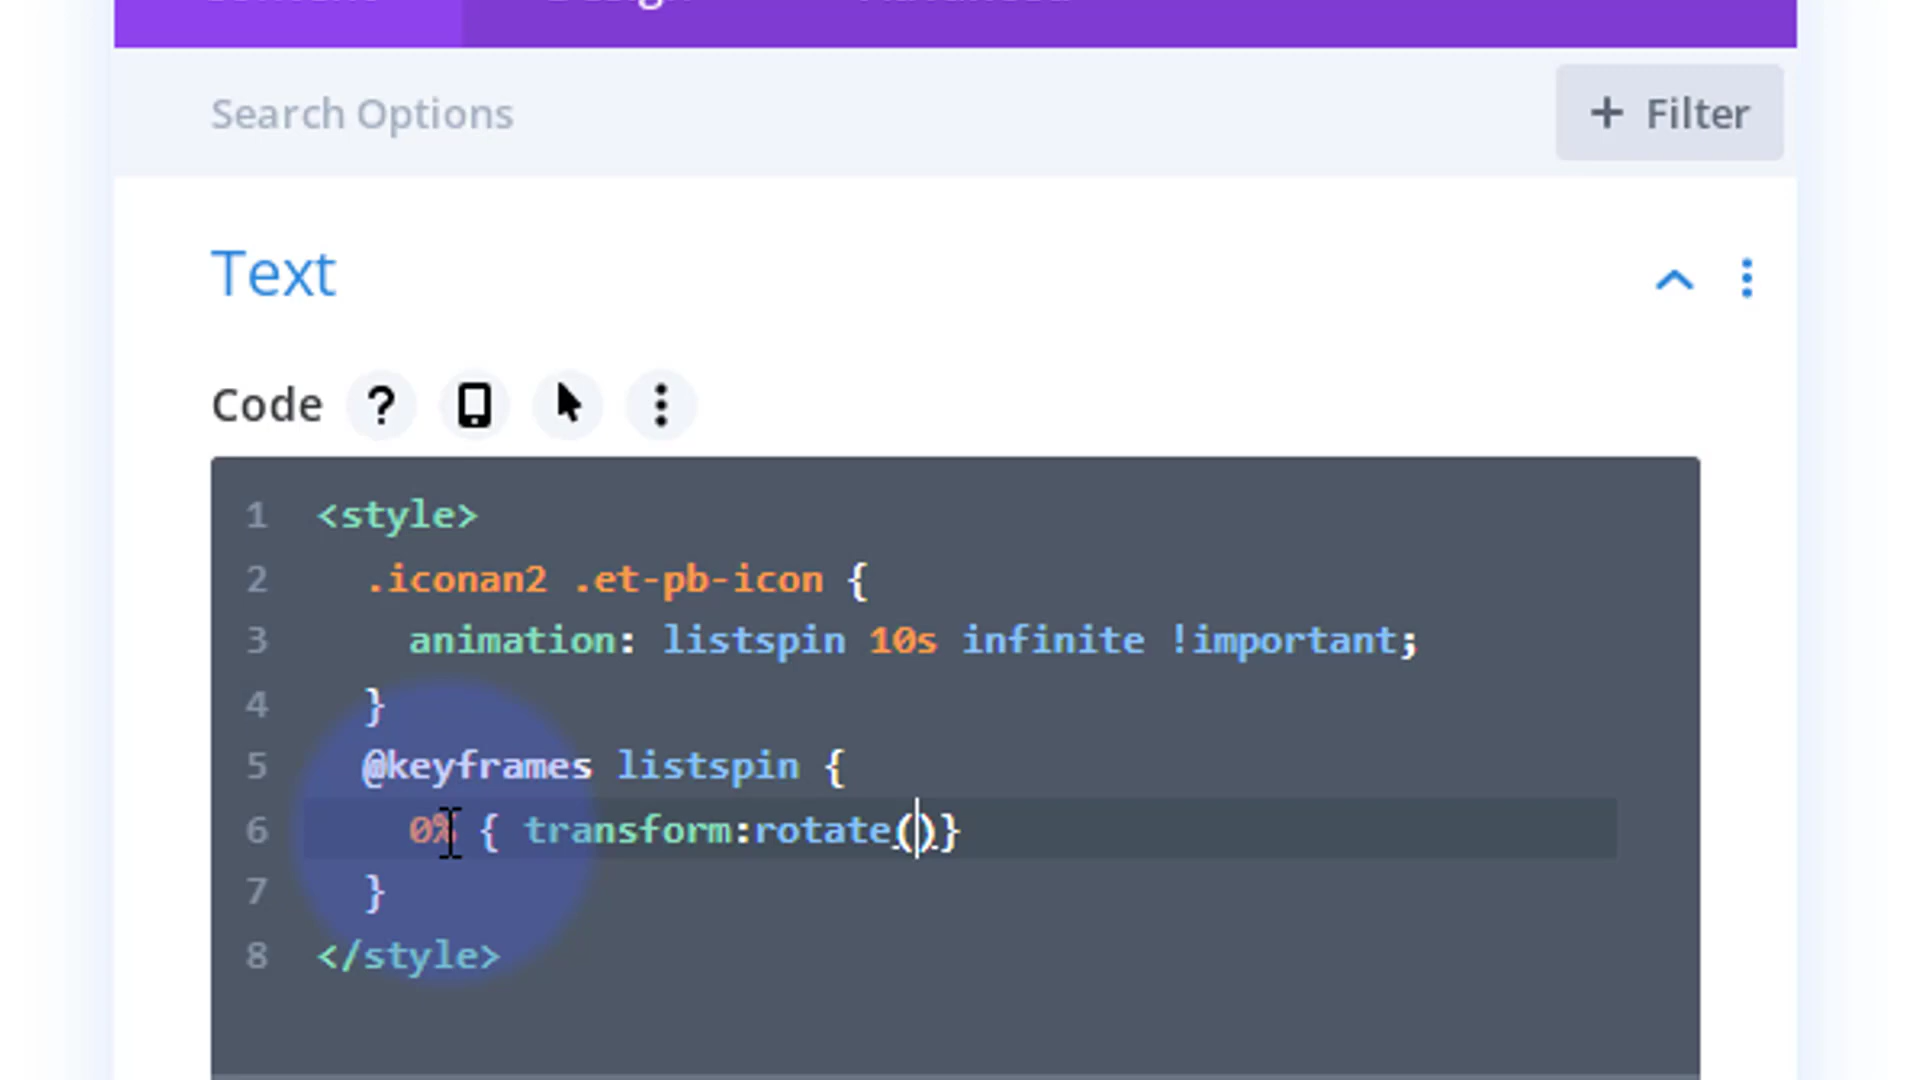 Search Options
+ Filter
Text
Code ?
1 <style>
2 .iconan2 .et-pb-icon {
3 animation: listspin 10s infinite !important;
4 }
5 @keyframes listspin {
6 0% { transform:rotate()}
7 }
8 </style>